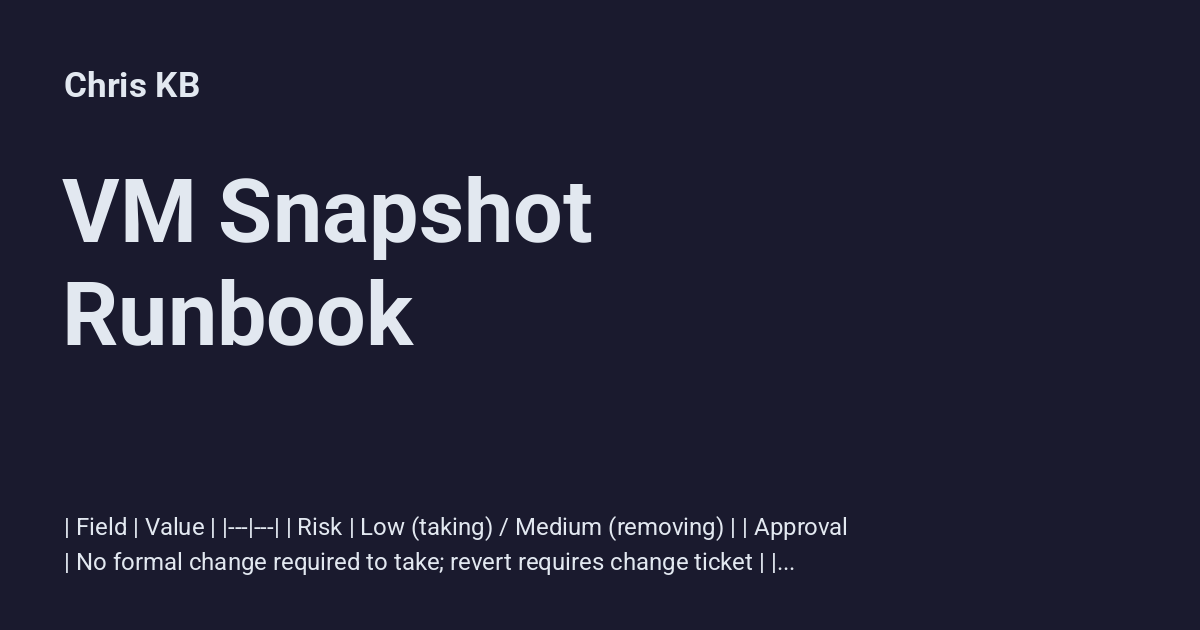 Chris KB
VM Snapshot
Runbook
| Field | Value | |---|---| | Risk | Low (taking) / Medium (removing) | | Approval
| No formal change required to take; revert requires change ticket | |...